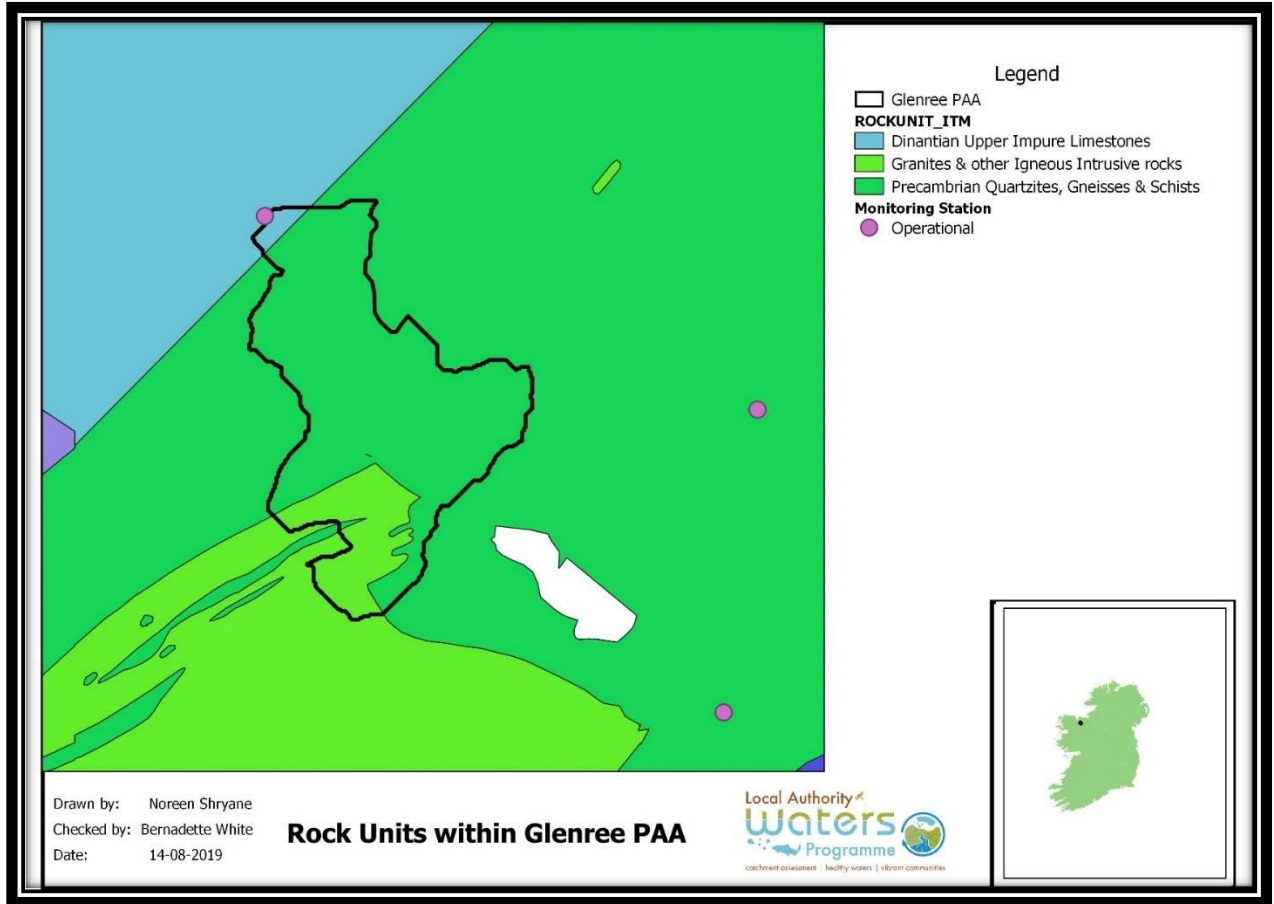 Legend
Glenree PAA
ROCKUNIT_ITM
Dinantian Upper Impure Limestones
Granites & other Igneous Intrusive rocks
Precambrian Quartzites, Gneisses & Schists
Monitoring Station
Operational
Drawn by: Noreen Shryane
Checked by: Bernadette White
Date: 14-08-2019
Rock Units within Glenree PAA
Local Authority
Waters
Programme
catchment assessment | healthy waters | vibrant communities